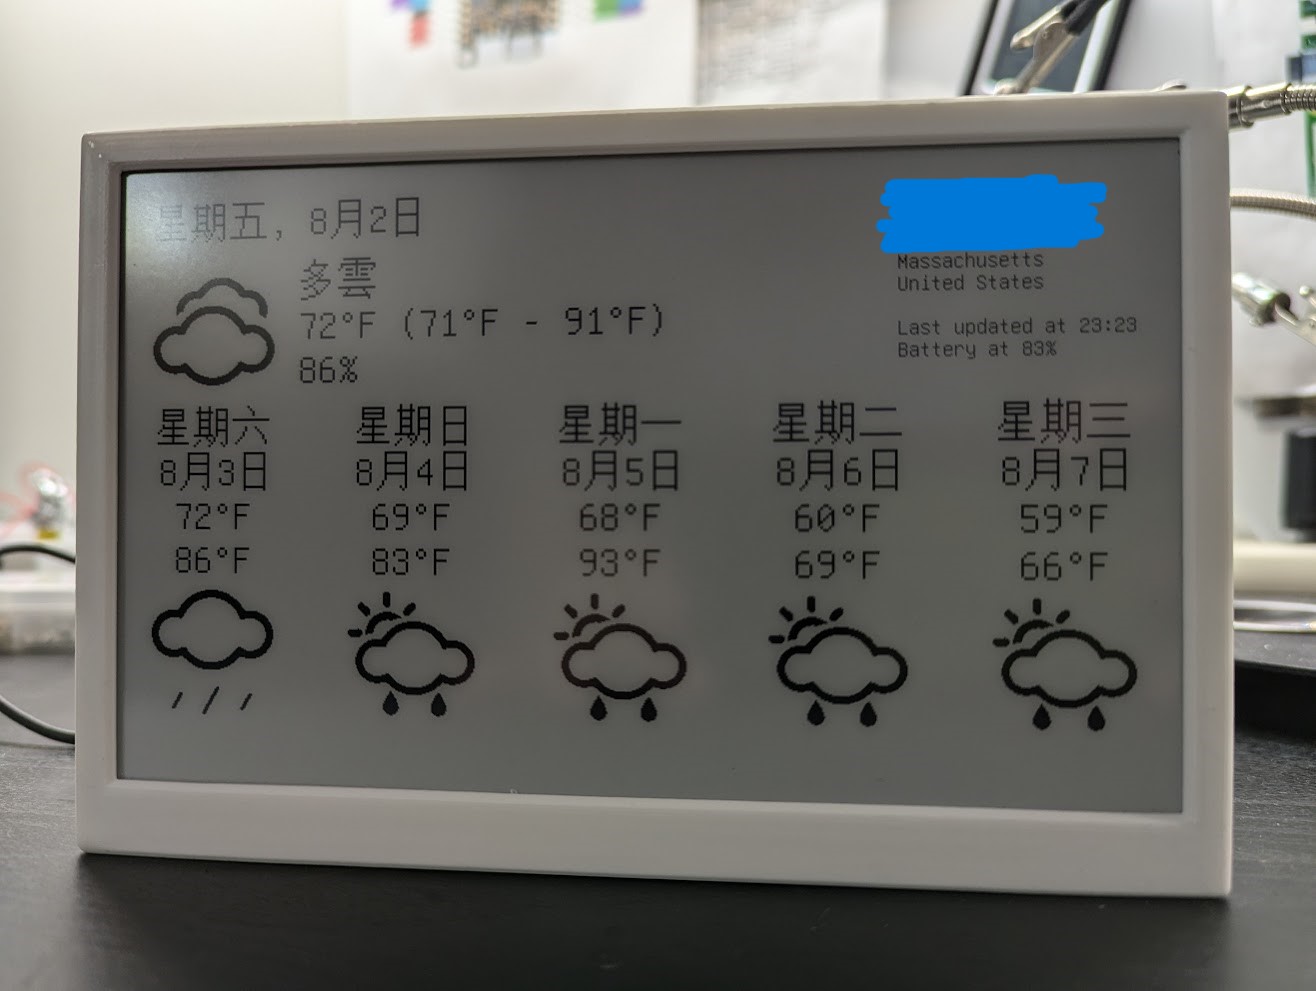 星期五, 8月2日
多雲
72°F (71°F - 91°F)
86%
Massachusetts
United States
Last updated at 23:23
Battery at 83%
星期六
8月3日
72°F
86°F
星期日
8月4日
69°F
83°F
星期一
8月5日
68°F
93°F
星期二
8月6日
60°F
69°F
星期三
8月7日
59°F
66°F